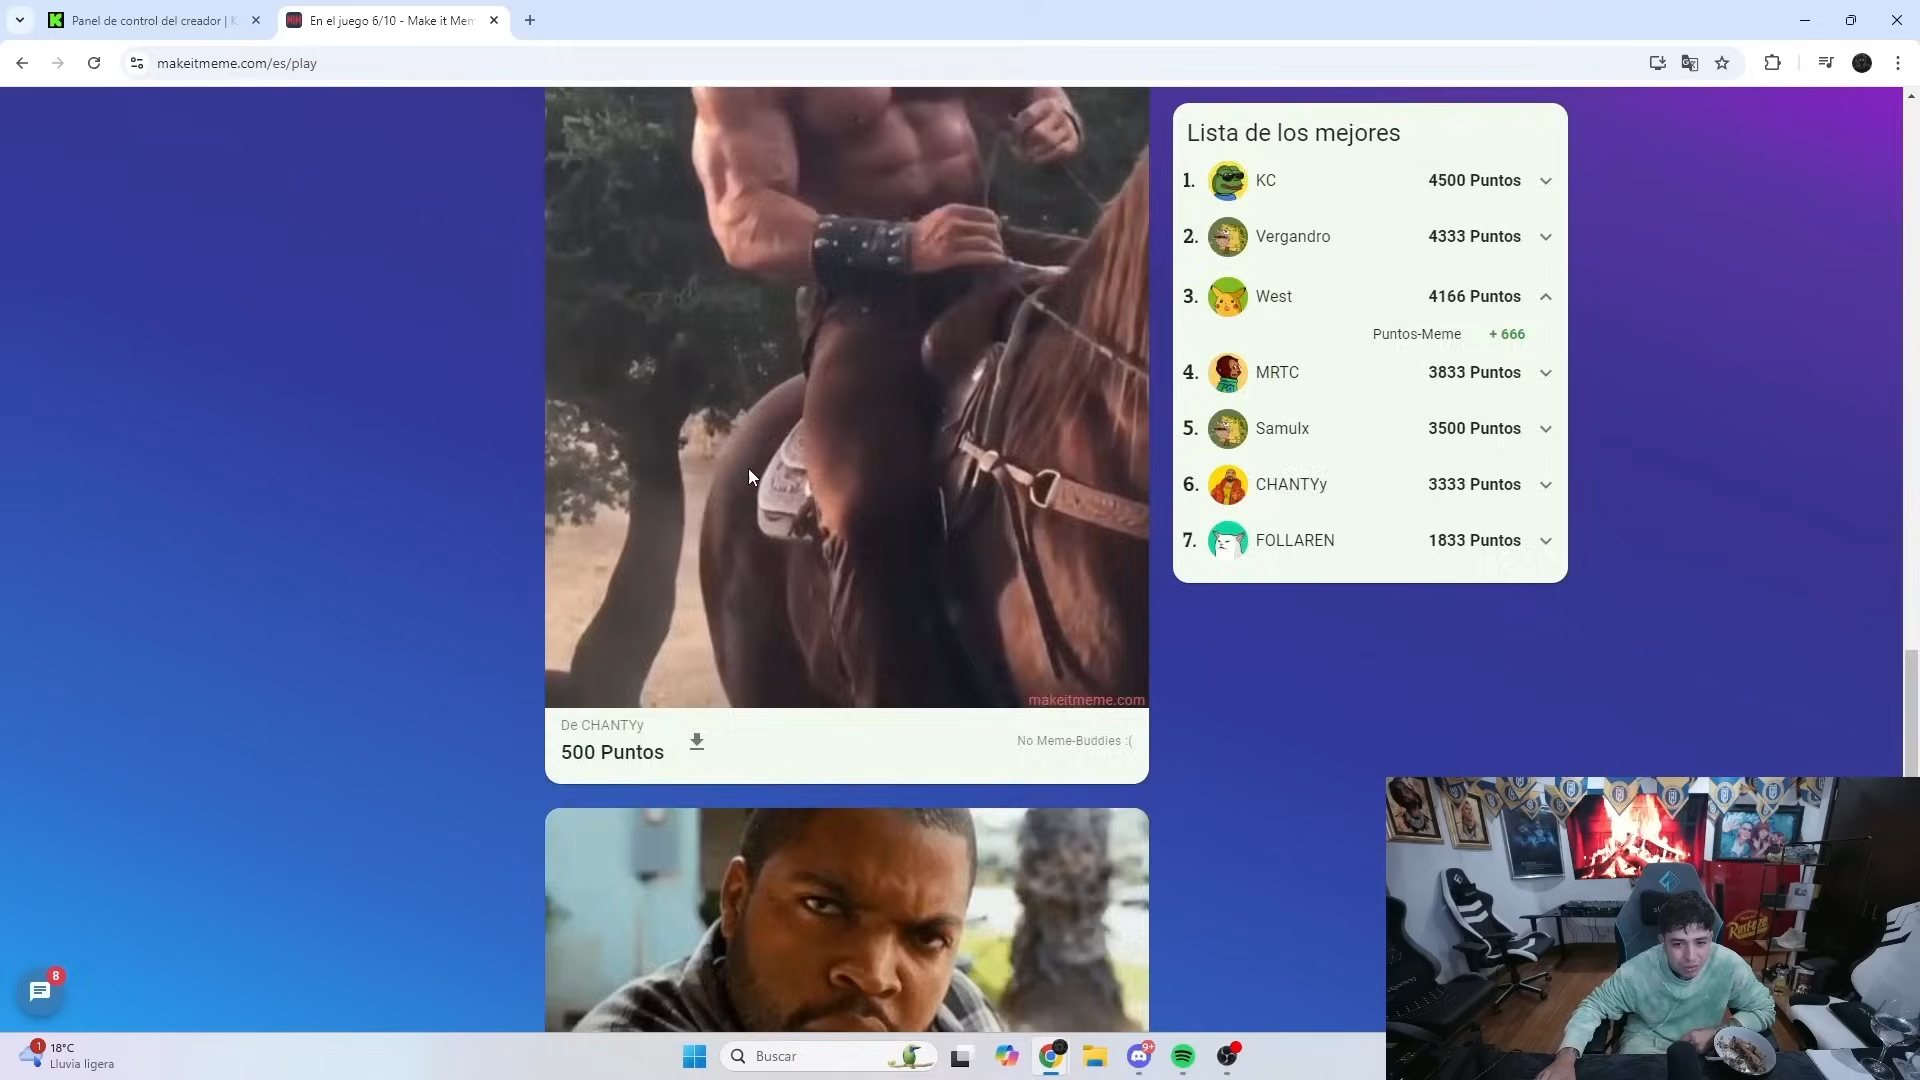 Panel de control del creador | K
En el juego 6/10 - Make it Mem
makeitmeme.com/es/play
Lista de los mejores
1. KC 4500 Puntos
2. Vergandro 4333 Puntos
3. West 4166 Puntos
Puntos-Meme + 666
4. MRTC 3833 Puntos
5. Samulx 3500 Puntos
6. CHANTYy 3333 Puntos
7. FOLLAREN 1833 Puntos
makeitmeme.com
De CHANTYy
500 Puntos
No Meme-Buddies :(
8
1
18°C
Lluvia ligera
Buscar
9+